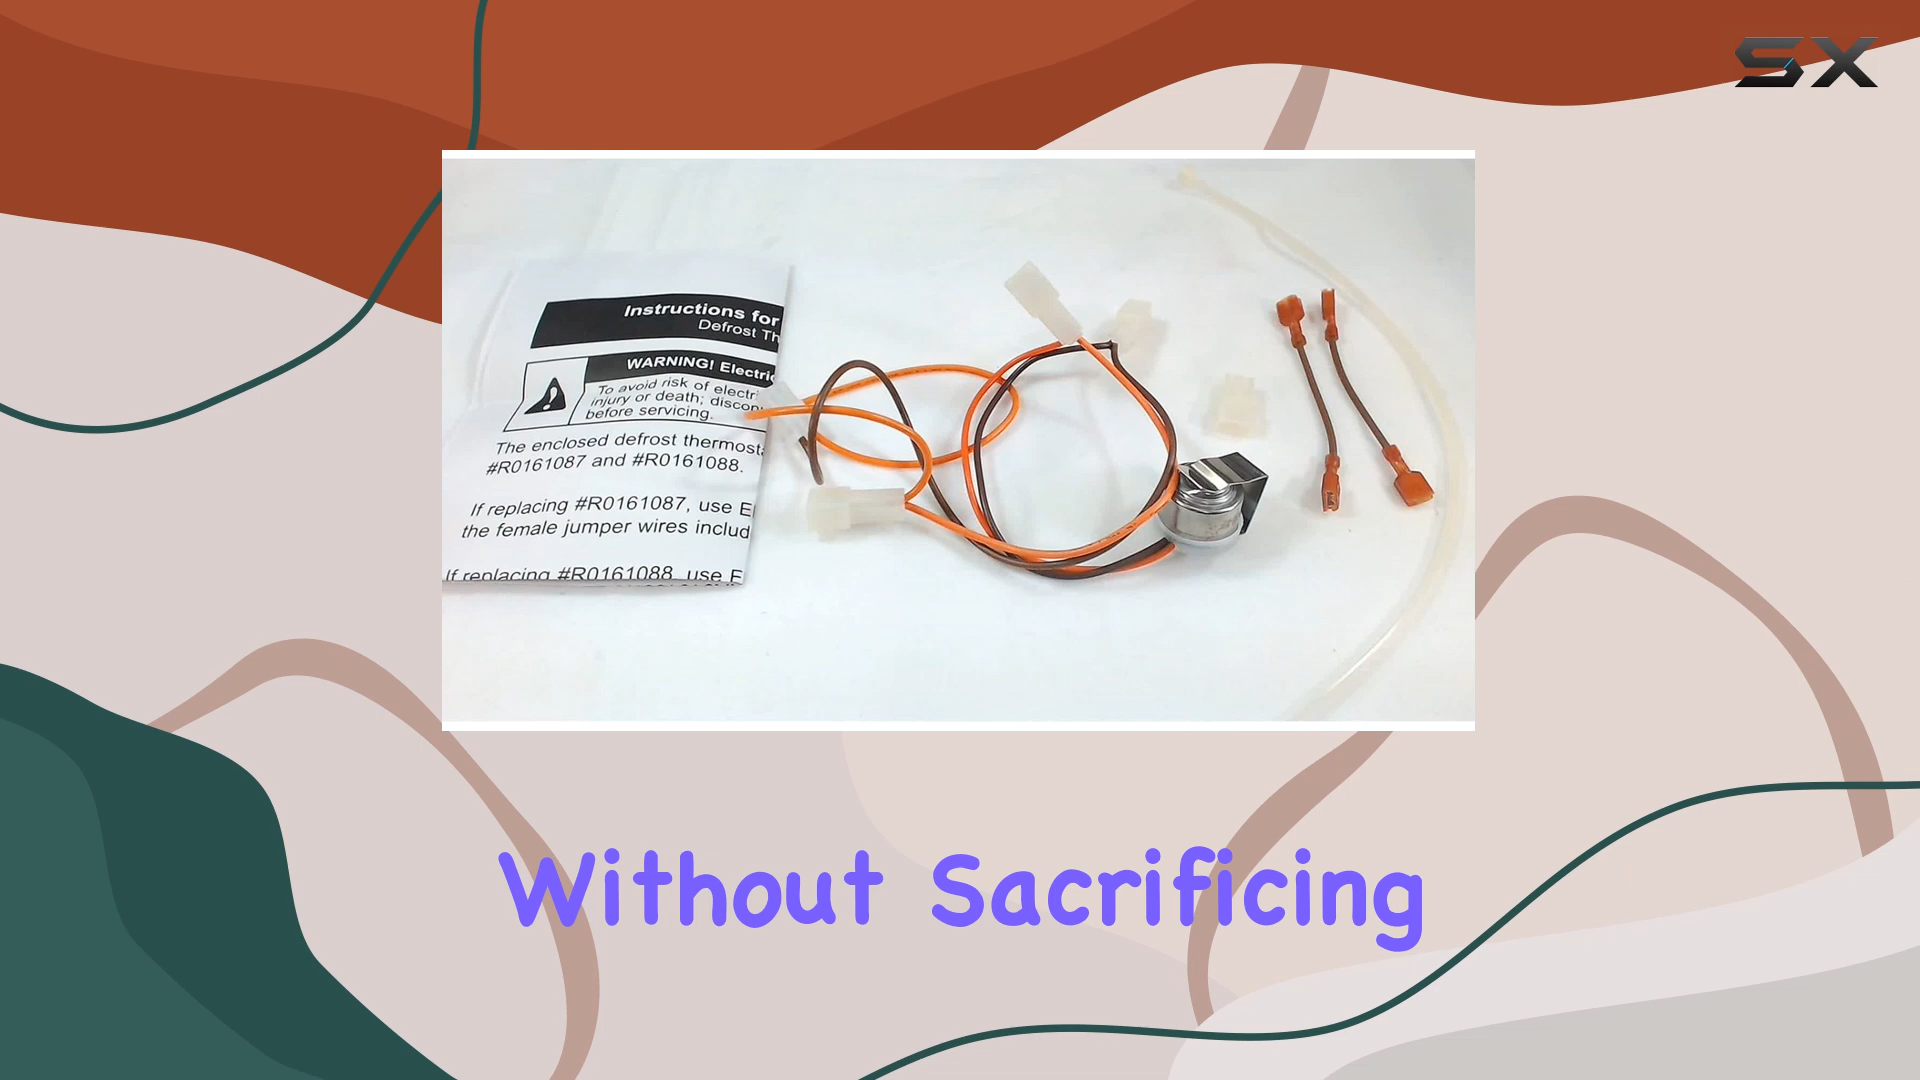 SX
Instructions for
Defrost Th
WARNING! Electric
To avoid risk of electr
injury or death; discon
before servicing.
The enclosed defrost thermost
#R0161087 and #R0161088.
If replacing #R0161087, use E
the female jumper wires includ
If replacing #R0161088, use E
Without Sacrificing